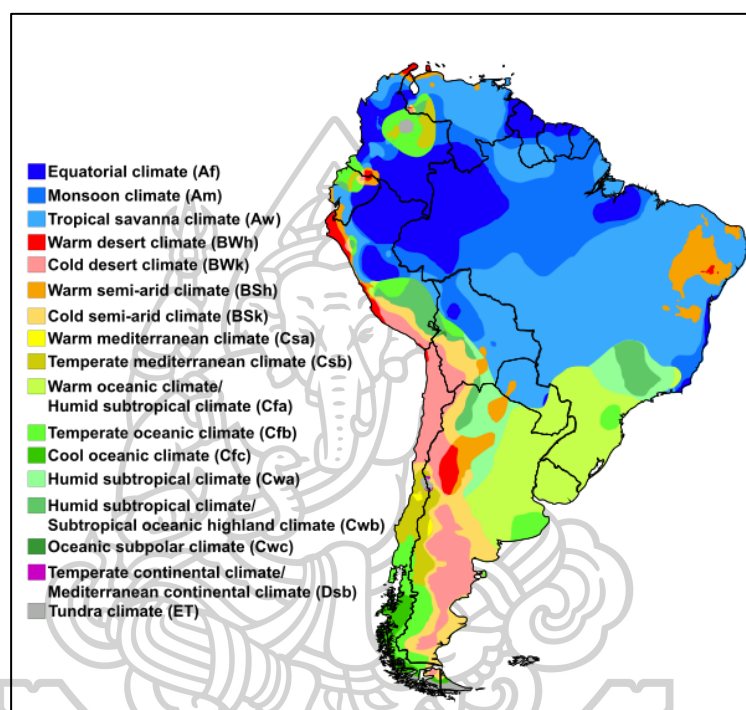 Equatorial climate (Af)
Monsoon climate (Am)
Tropical savanna climate (Aw)
Warm desert climate (BWh)
Cold desert climate (BWk)
Warm semi-arid climate (BSh)
Cold semi-arid climate (BSk)
Warm mediterranean climate (Csa)
Temperate mediterranean climate (Csb)
Warm oceanic climate/
Humid subtropical climate (Cfa)
Temperate oceanic climate (Cfb)
Cool oceanic climate (Cfc)
Humid subtropical climate (Cwa)
Humid subtropical climate/
Subtropical oceanic highland climate (Cwb)
Oceanic subpolar climate (Cwc)
Temperate continental climate/
Mediterranean continental climate (Dsb)
Tundra climate (ET)